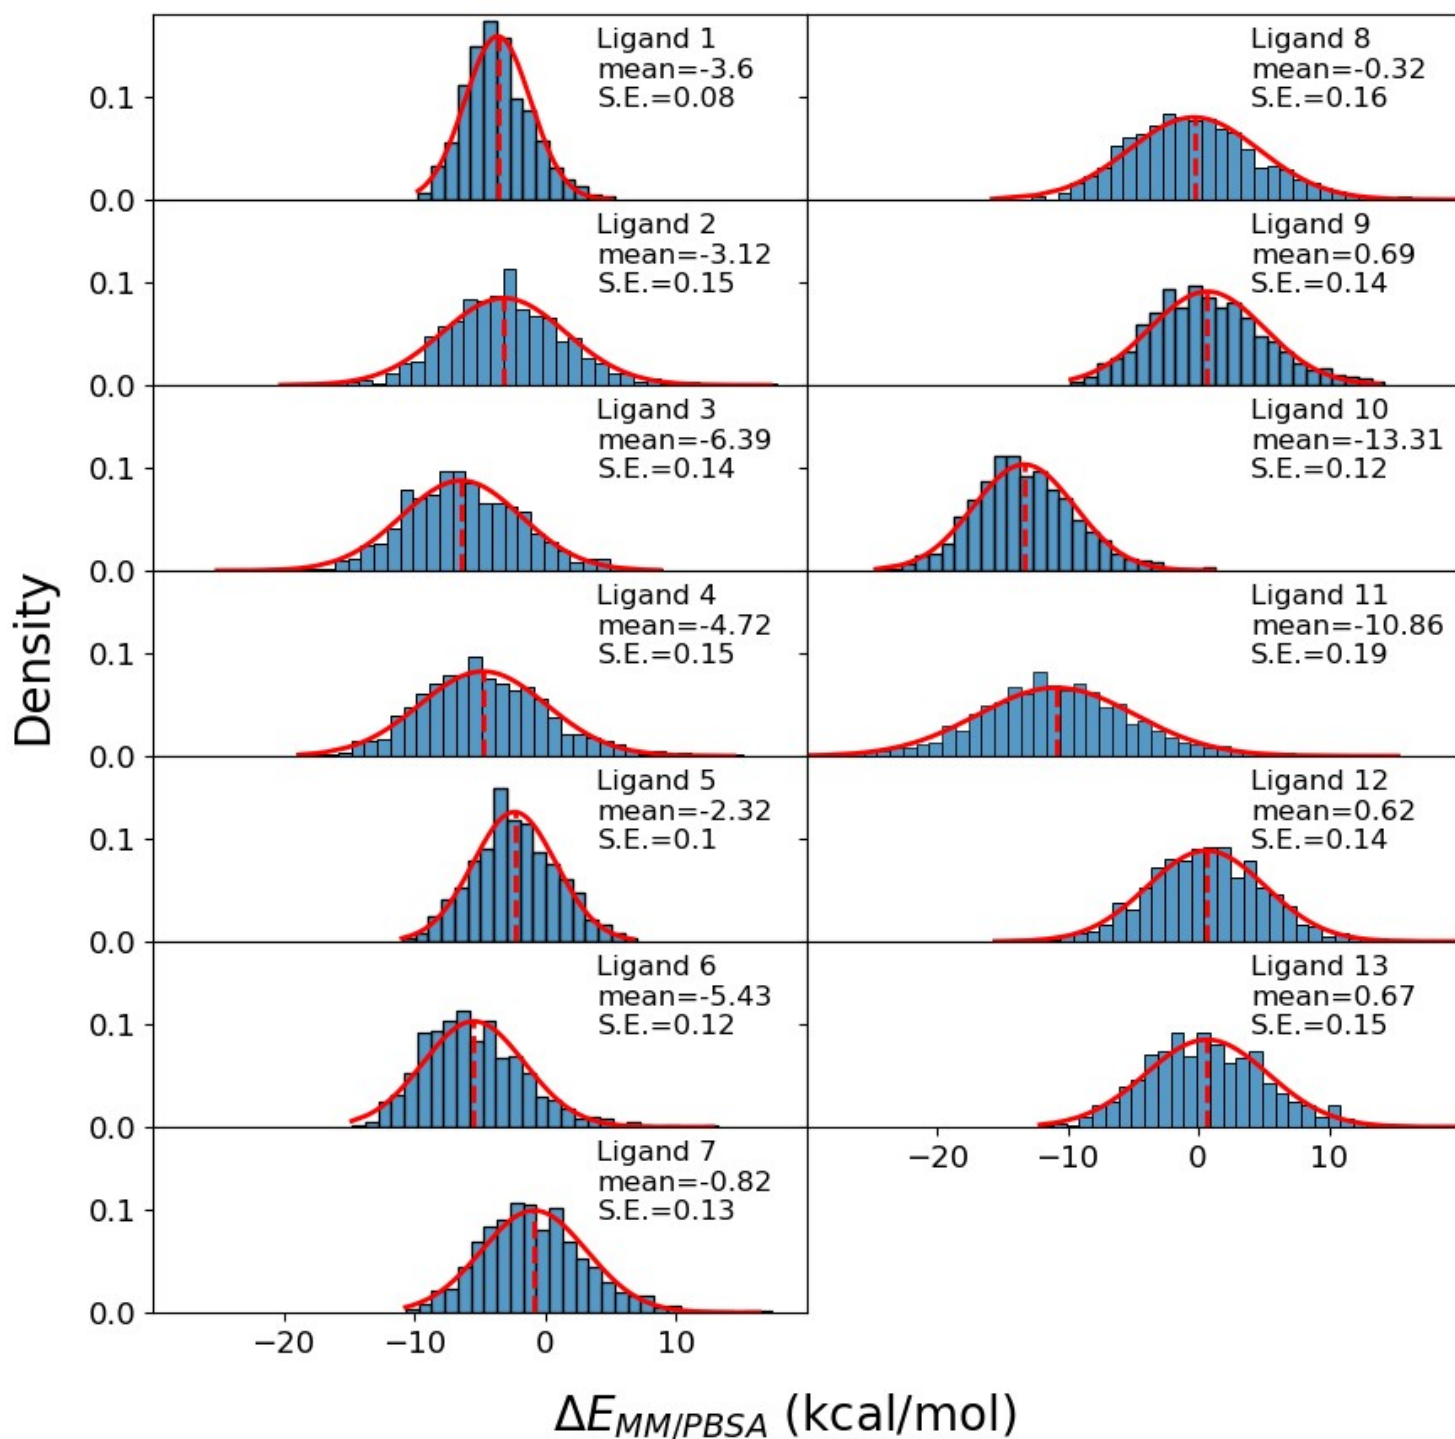 Ligand 1
mean=-3.6
S.E.=0.08
0.1
0.0
Ligand 2
mean=-3.12
S.E.=0.15
0.1
0.0
Ligand 3
mean=-6.39
S.E.=0.14
0.1
0.0
Ligand 4
mean=-4.72
S.E.=0.15
0.1
0.0
Ligand 5
mean=-2.32
S.E.=0.1
0.1
0.0
Ligand 6
mean=-5.43
S.E.=0.12
0.1
0.0
Ligand 7
mean=-0.82
S.E.=0.13
0.1
0.0
−20 −10 0 10
Ligand 8
mean=-0.32
S.E.=0.16
Ligand 9
mean=0.69
S.E.=0.14
Ligand 10
mean=-13.31
S.E.=0.12
Ligand 11
mean=-10.86
S.E.=0.19
Ligand 12
mean=0.62
S.E.=0.14
Ligand 13
mean=0.67
S.E.=0.15
−20 −10 0 10
Density
ΔE_MM/PBSA (kcal/mol)